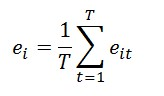 e_i = \frac{1}{T} \sum_{t=1}^{T} e_{it}